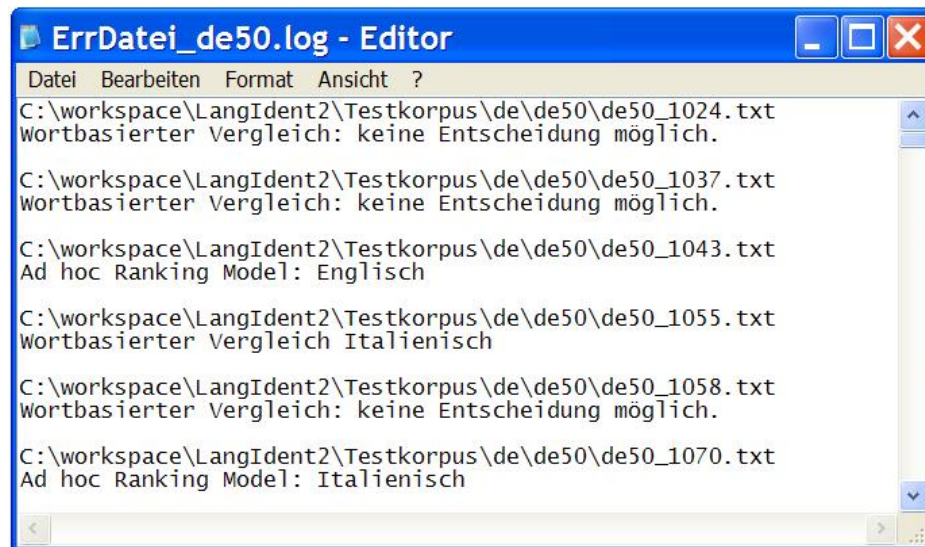 ErrDatei_de50.log - Editor
Datei Bearbeiten Format Ansicht ?
C:\workspace\LangIdent2\Testkorpus\de\de50\de50_1024.txt
Wortbasierter Vergleich: keine Entscheidung möglich.
C:\workspace\LangIdent2\Testkorpus\de\de50\de50_1037.txt
Wortbasierter Vergleich: keine Entscheidung möglich.
C:\workspace\LangIdent2\Testkorpus\de\de50\de50_1043.txt
Ad hoc Ranking Model: Englisch
C:\workspace\LangIdent2\Testkorpus\de\de50\de50_1055.txt
Wortbasierter Vergleich Italienisch
C:\workspace\LangIdent2\Testkorpus\de\de50\de50_1058.txt
Wortbasierter Vergleich: keine Entscheidung möglich.
C:\workspace\LangIdent2\Testkorpus\de\de50\de50_1070.txt
Ad hoc Ranking Model: Italienisch